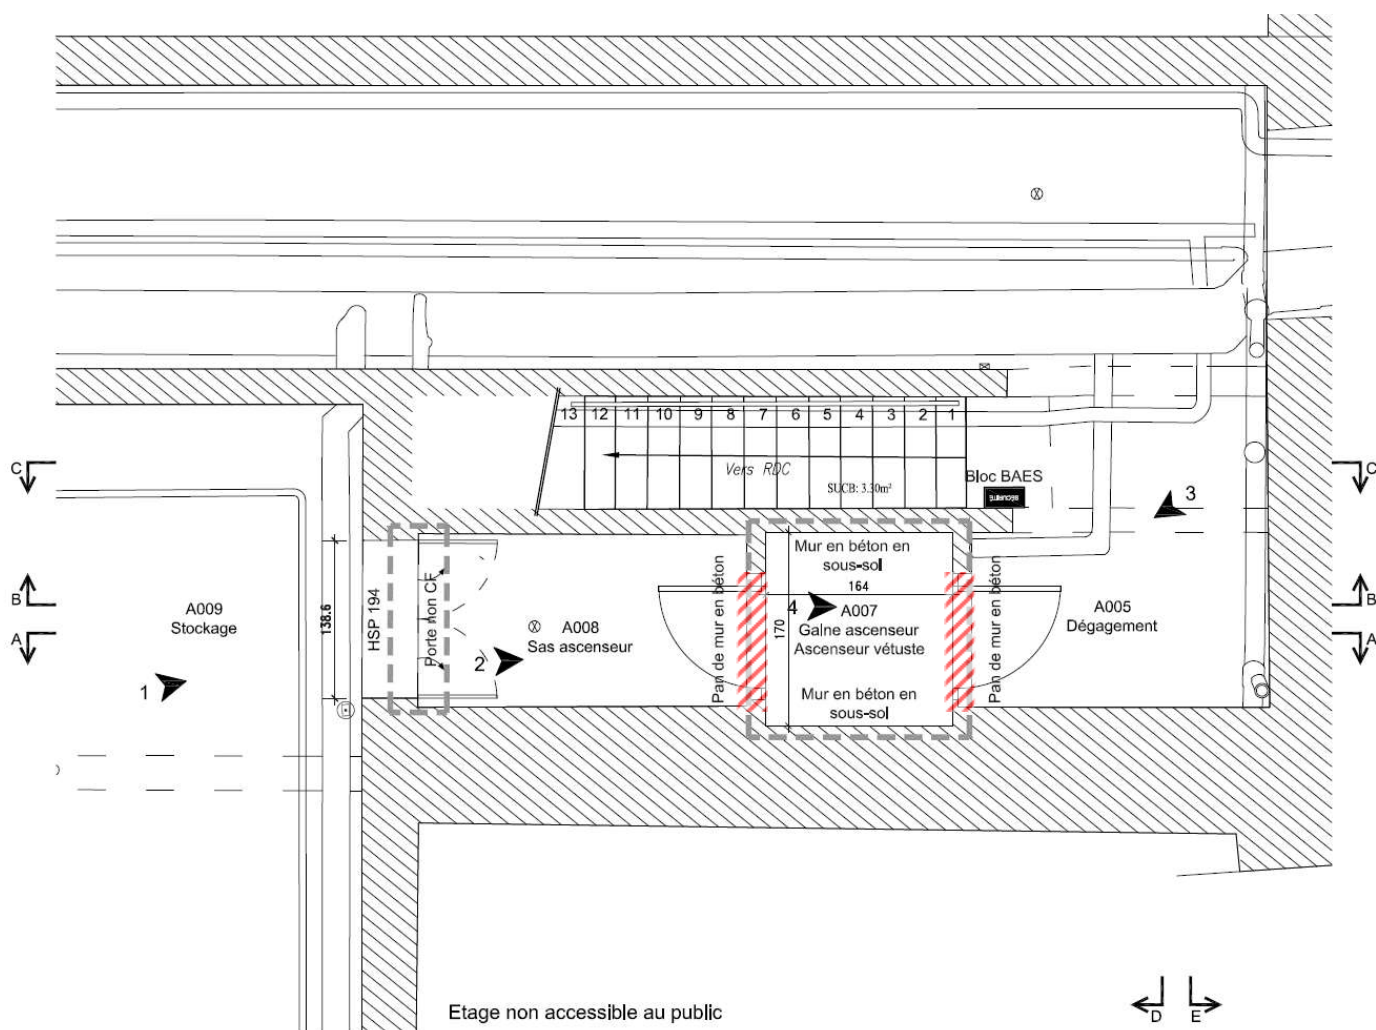 13 12 11 10 9 8 7 6 5 4 3 2 1
Vers RDC
SUCB: 3.30m²
Bloc BAES
SÉCURITÉ
3
C
C
B
B
A
A
A009
Stockage
1
138.6
HSP 194
Porte non CF
2
A008
Sas ascenseur
Pan de mur en béton
Mur en béton en
sous-sol
164
170
4
A007
Gaine ascenseur
Ascenseur vétuste
Mur en béton en
sous-sol
Pan de mur en béton
A005
Dégagement
Etage non accessible au public
D
E